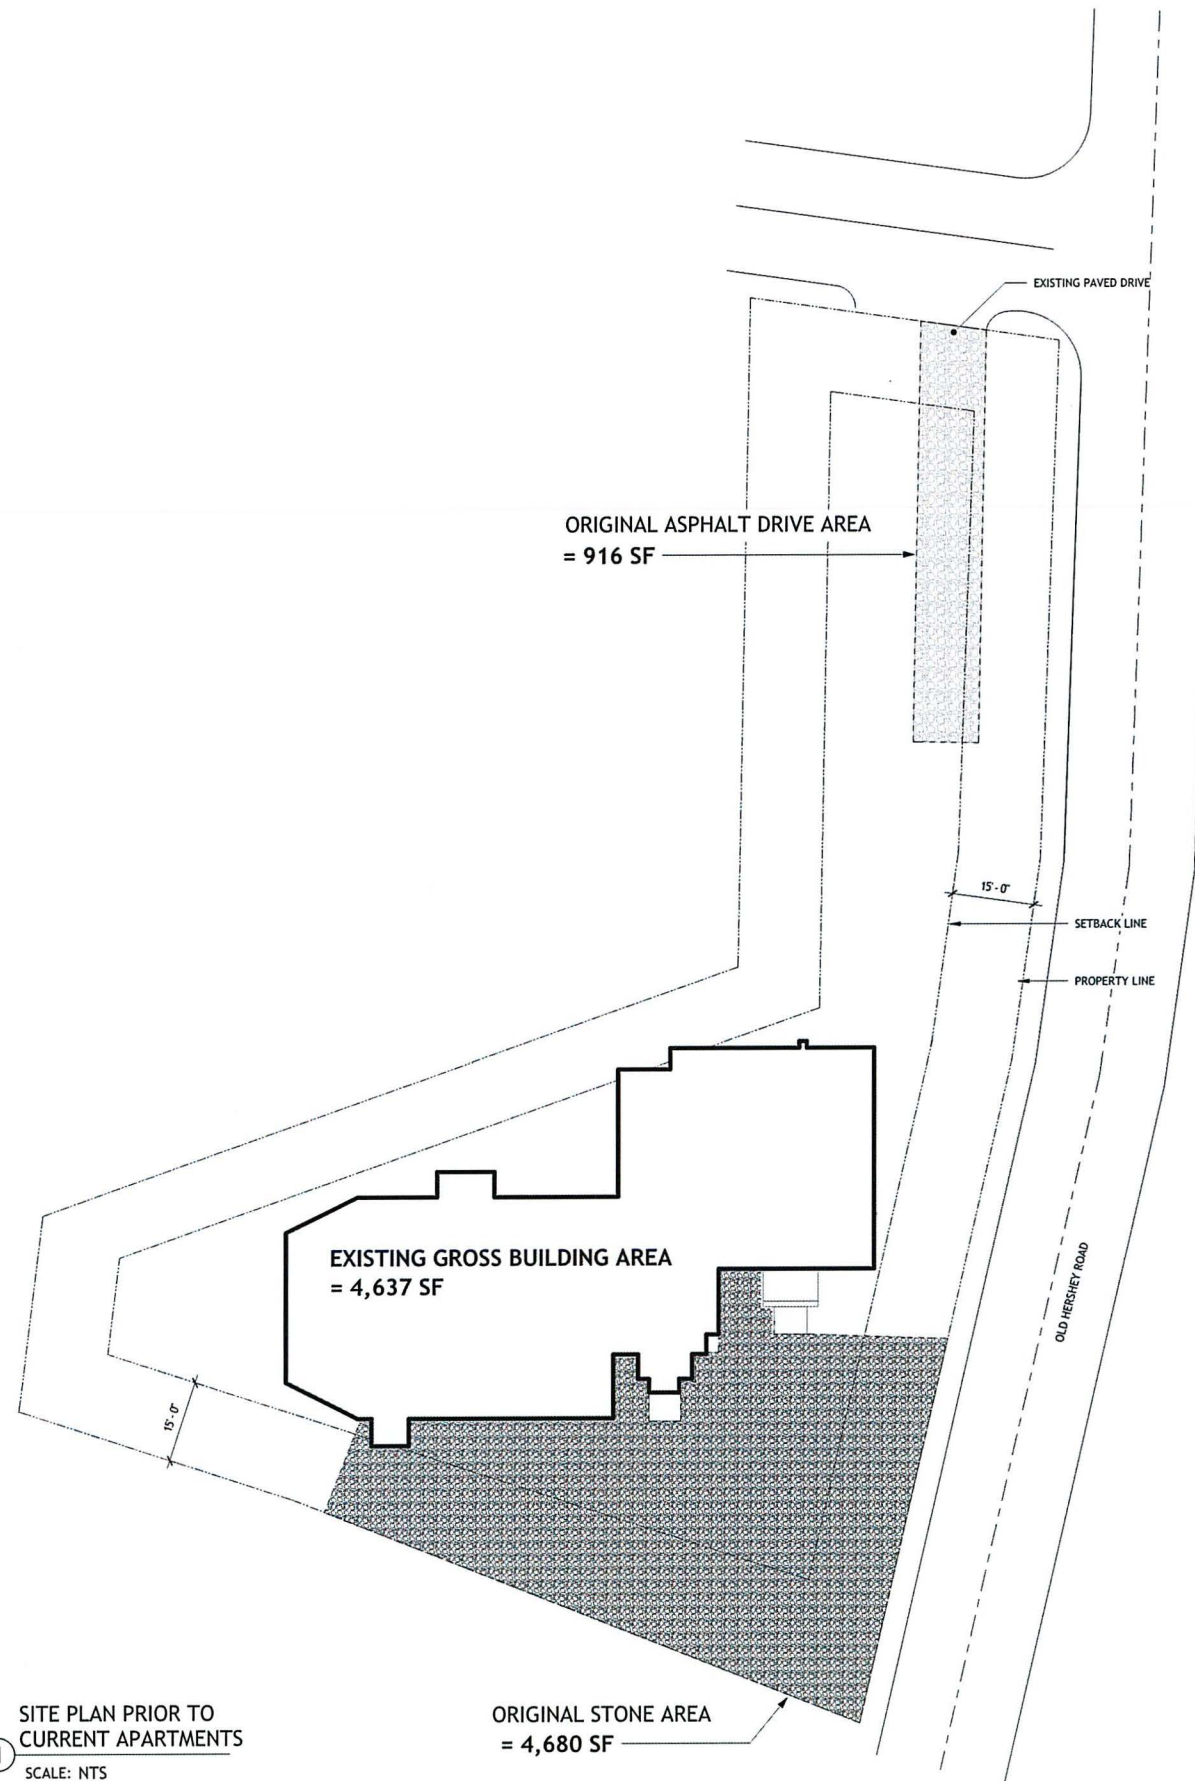 EXISTING PAVED DRIVE
ORIGINAL ASPHALT DRIVE AREA
= 916 SF
15'-0"
SETBACK LINE
PROPERTY LINE
EXISTING GROSS BUILDING AREA
= 4,637 SF
OLD HERSHEY ROAD
15'-0"
ORIGINAL STONE AREA
= 4,680 SF
SITE PLAN PRIOR TO
CURRENT APARTMENTS
SCALE: NTS